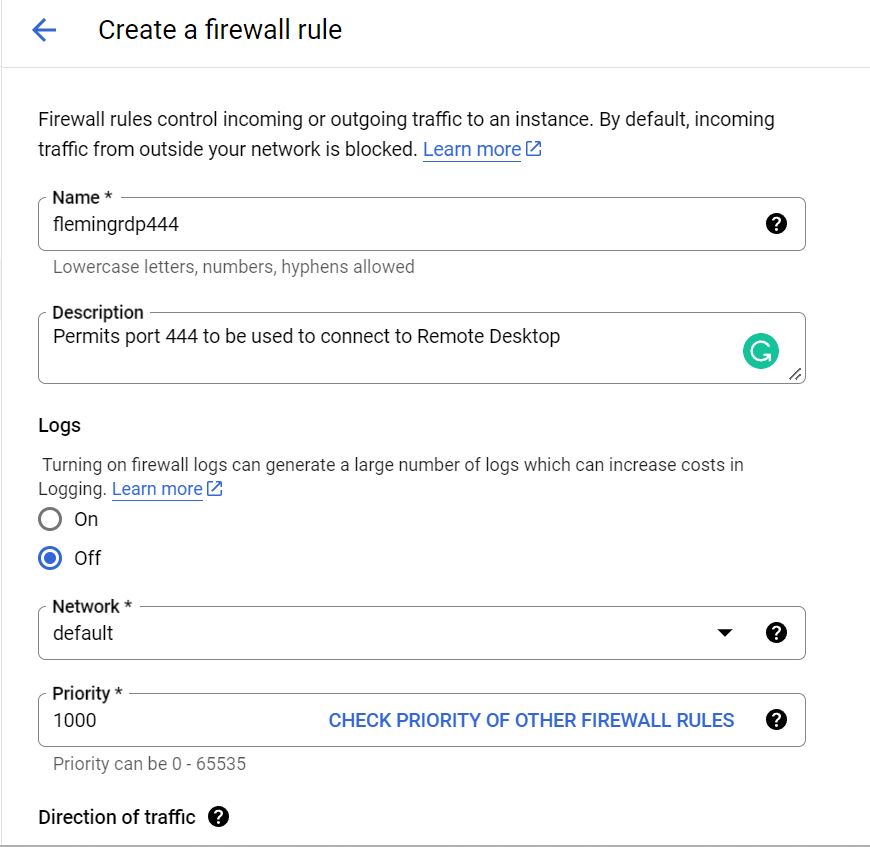 Create a firewall rule
Firewall rules control incoming or outgoing traffic to an instance. By default, incoming
traffic from outside your network is blocked. Learn more
Name *
flemingrdp444
Lowercase letters, numbers, hyphens allowed
Description
Permits port 444 to be used to connect to Remote Desktop
Logs
Turning on firewall logs can generate a large number of logs which can increase costs in
Logging. Learn more
On
Off
Network *
default
Priority *
1000 CHECK PRIORITY OF OTHER FIREWALL RULES
Priority can be 0 - 65535
Direction of traffic